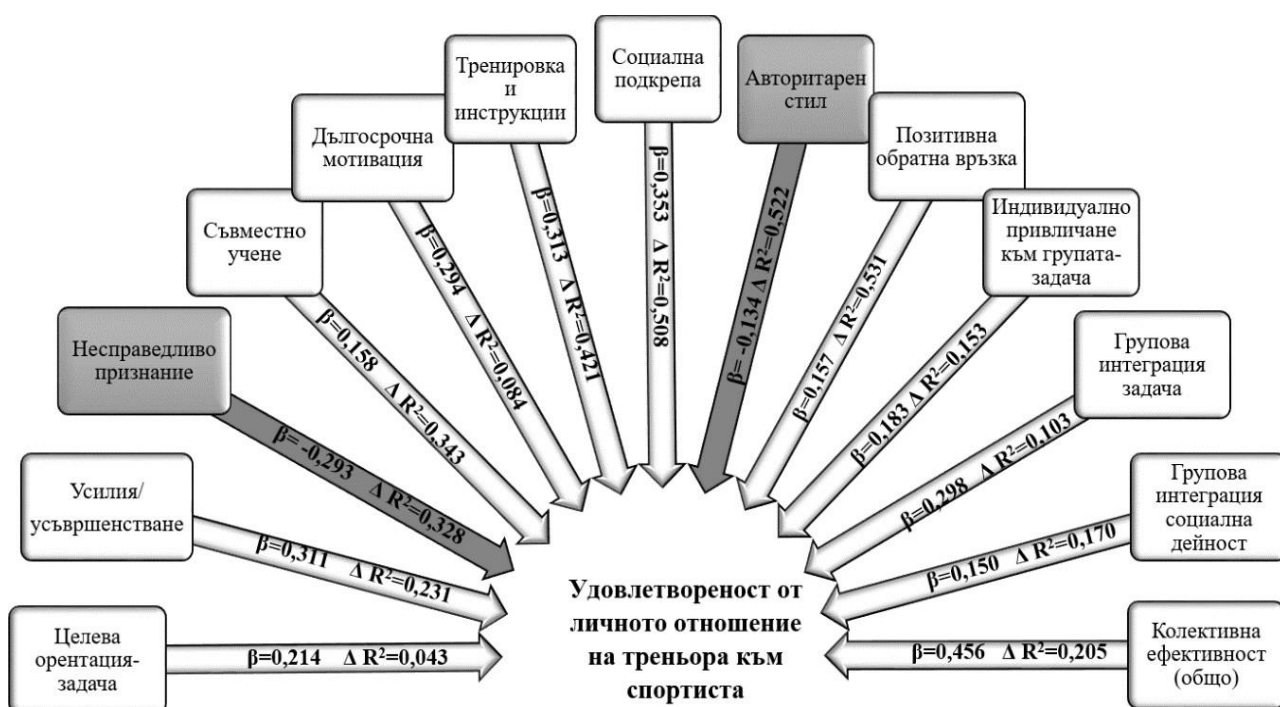 Целева
орентация-
задача
β=0,214 Δ R²=0,043
Усилия/
усъвршенстване
β=0,311 Δ R²=0,231
Несправедливо
признание
β= -0,293 Δ R²=0,328
Съвместно
учене
β=0,158 Δ R²=0,343
Дългосрочна
мотивация
β=0,294 Δ R²=0,084
Тренировка
и
инструкции
β=0,313 Δ R²=0,421
Социална
подкрепа
β=0,353 Δ R²=0,508
Авторитарен
стил
β= -0,134 Δ R²=0,522
Позитивна
обратна връзка
β=0,157 Δ R²=0,531
Индивидуално
привличане
към групата-
задача
β=0,183 Δ R²=0,153
Групова
интеграция
задача
β=0,298 Δ R²=0,103
Групова
интеграция
социална
дейност
β=0,150 Δ R²=0,170
Колективна
ефективност
(общо)
β=0,456 Δ R²=0,205
Удовлетвореност от
личното отношение
на треньора към
спортиста